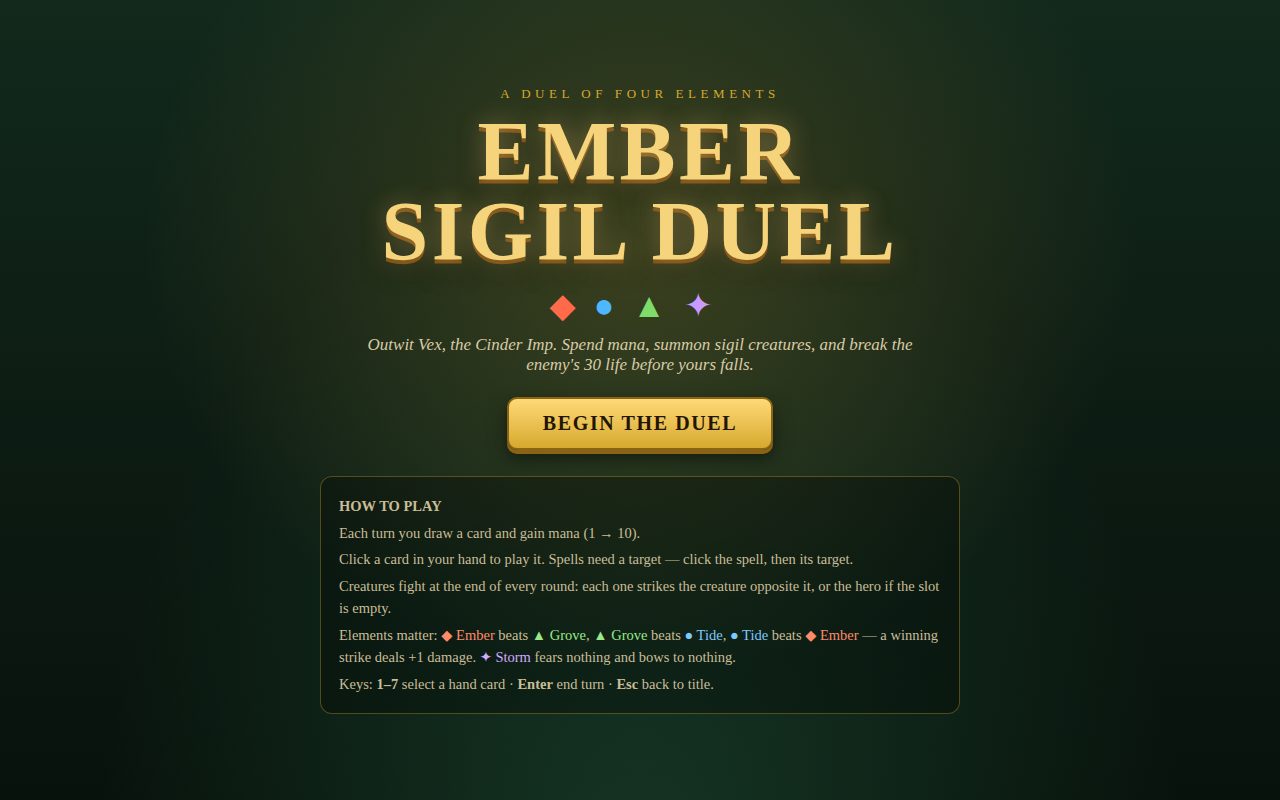 A DUEL OF FOUR ELEMENTS
EMBER
SIGIL DUEL
◆ ● ▲ ✦
Outwit Vex, the Cinder Imp. Spend mana, summon sigil creatures, and break the
enemy's 30 life before yours falls.
BEGIN THE DUEL
HOW TO PLAY
Each turn you draw a card and gain mana (1 → 10).
Click a card in your hand to play it. Spells need a target — click the spell, then its target.
Creatures fight at the end of every round: each one strikes the creature opposite it, or the hero if the slot
is empty.
Elements matter: ◆ Ember beats ▲ Grove, ▲ Grove beats ● Tide, ● Tide beats ◆ Ember — a winning
strike deals +1 damage. ✦ Storm fears nothing and bows to nothing.
Keys: 1–7 select a hand card · Enter end turn · Esc back to title.